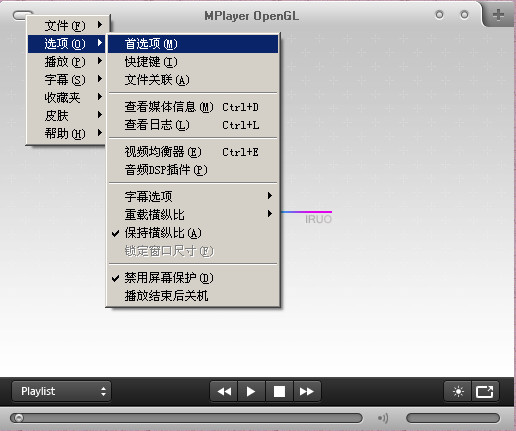 MPlayer OpenGL
文件(F)
选项(O)
播放(P)
字幕(S)
收藏夹
皮肤
帮助(H)
首选项(M)
快捷键(I)
文件关联(A)
查看媒体信息(M) Ctrl+D
查看日志(L) Ctrl+L
视频均衡器(E) Ctrl+E
音频DSP插件(P)
字幕选项
重载横纵比
保持横纵比(A)
锁定窗口尺寸(F)
禁用屏幕保护(D)
播放结束后关机
IRUO
Playlist